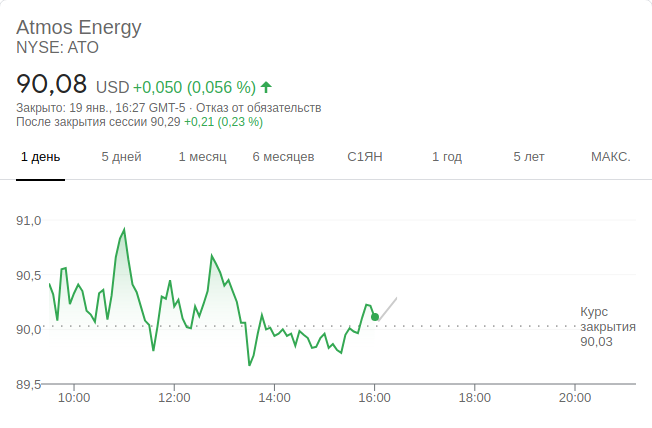 Atmos Energy
NYSE: ATO
90,08 USD +0,050 (0,056 %)
Закрыто: 19 янв., 16:27 GMT-5 · Отказ от обязательств
После закрытия сессии 90,29 +0,21 (0,23 %)
1 день 5 дней 1 месяц 6 месяцев С1ЯН 1 год 5 лет МАКС.
91,0
90,5
90,0
89,5
Курс
закрытия
90,03
10:00 12:00 14:00 16:00 18:00 20:00